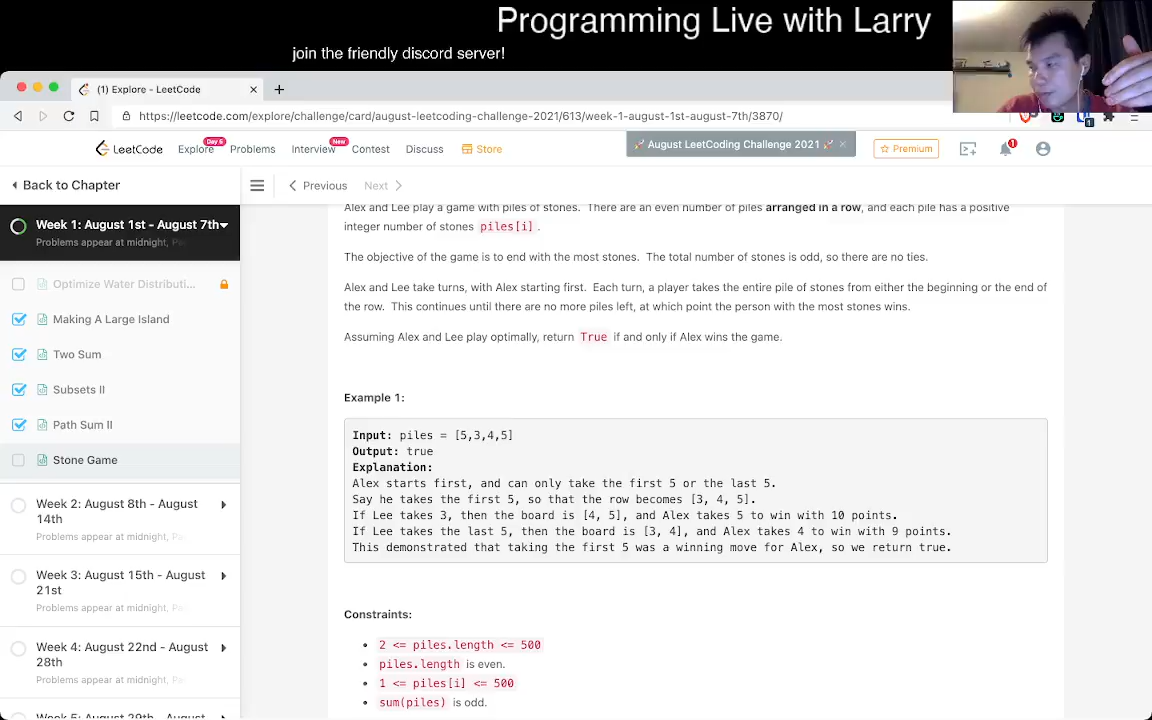 Programming Live with Larry
join the friendly discord server!
(1) Explore - LeetCode
https://leetcode.com/explore/challenge/card/august-leetcoding-challenge-2021/613/week-1-august-1st-august-7th/3870/
LeetCode
Explore
Day 5
Problems
Interview
New
Contest
Discuss
Store
August LeetCoding Challenge 2021
Premium
1
1
Back to Chapter
Previous
Next
Week 1: August 1st - August 7th
Problems appear at midnight,
Optimize Water Distributi...
Making A Large Island
Two Sum
Subsets II
Path Sum II
Stone Game
Week 2: August 8th - August
14th
Problems appear at midnight,
Week 3: August 15th - August
21st
Problems appear at midnight,
Week 4: August 22nd - August
28th
Problems appear at midnight,
Week 5: August 29th - August
Alex and Lee play a game with piles of stones. There are an even number of piles arranged in a row, and each pile has a positive
integer number of stones piles[i].
The objective of the game is to end with the most stones. The total number of stones is odd, so there are no ties.
Alex and Lee take turns, with Alex starting first. Each turn, a player takes the entire pile of stones from either the beginning or the end of
the row. This continues until there are no more piles left, at which point the person with the most stones wins.
Assuming Alex and Lee play optimally, return True if and only if Alex wins the game.
Example 1:
Input: piles = [5,3,4,5]
Output: true
Explanation:
Alex starts first, and can only take the first 5 or the last 5.
Say he takes the first 5, so that the row becomes [3, 4, 5].
If Lee takes 3, then the board is [4, 5], and Alex takes 5 to win with 10 points.
If Lee takes the last 5, then the board is [3, 4], and Alex takes 4 to win with 9 points.
This demonstrated that taking the first 5 was a winning move for Alex, so we return true.
Constraints:
2 <= piles.length <= 500
piles.length is even.
1 <= piles[i] <= 500
sum(piles) is odd.